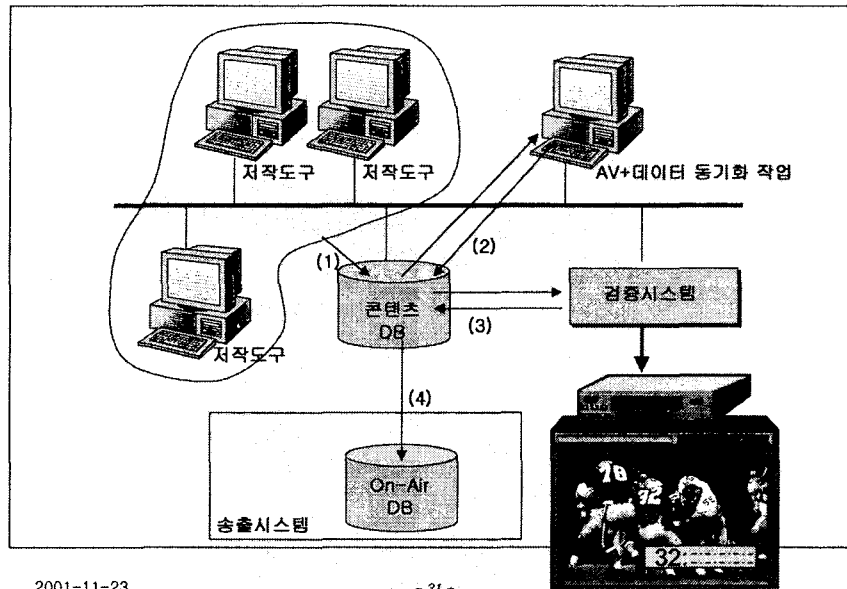 저작도구 저작도구
AV+데이터 동기화 작업
(1)
(2)
콘텐츠
DB
(3)
검증시스템
저작도구
(4)
On-Air
DB
송출시스템
78
92
32
2001-11-23